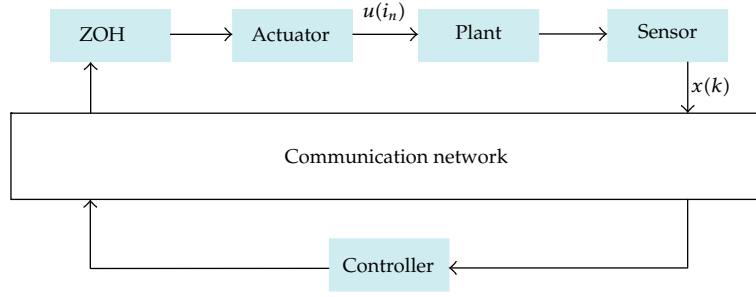 ZOH
Actuator
u(i_n)
Plant
Sensor
x(k)
Communication network
Controller